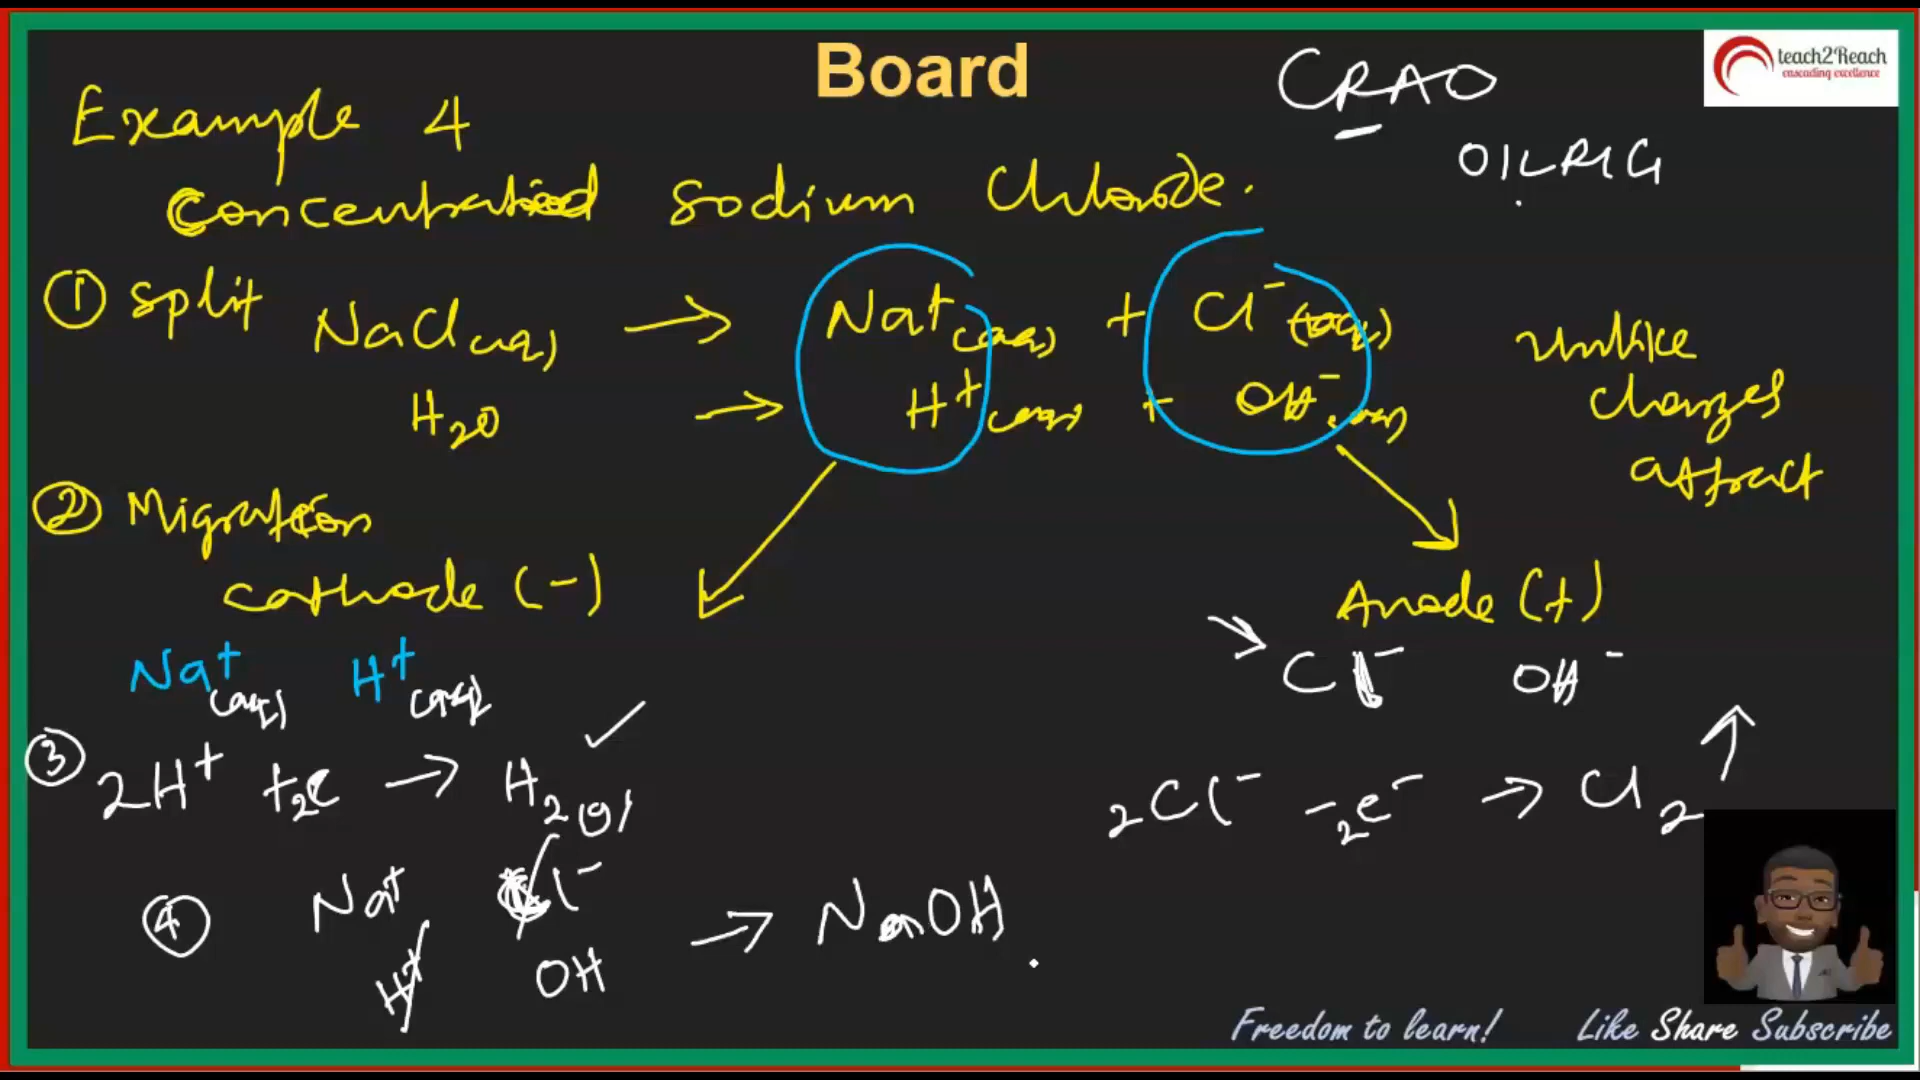 Board
CRAO
teach2Reach
cascading excellence
Example 4
OILRIG
Concentrated sodium Chloride.
① split NaCl(aq) → Na+(aq) + Cl-(aq)
H2O → H+(aq) + OH-(aq)
unlike
charges
attract
② Migration
cathode (-)
Anode (+)
Na+(aq) H+(aq)
Cl- OH-
③ 2H+ +2e → H2(g) ✓
2Cl- -2e- → Cl2 ↑
④ Na+ Cl- → NaOH
H+ OH
Freedom to learn!
Like Share Subscribe